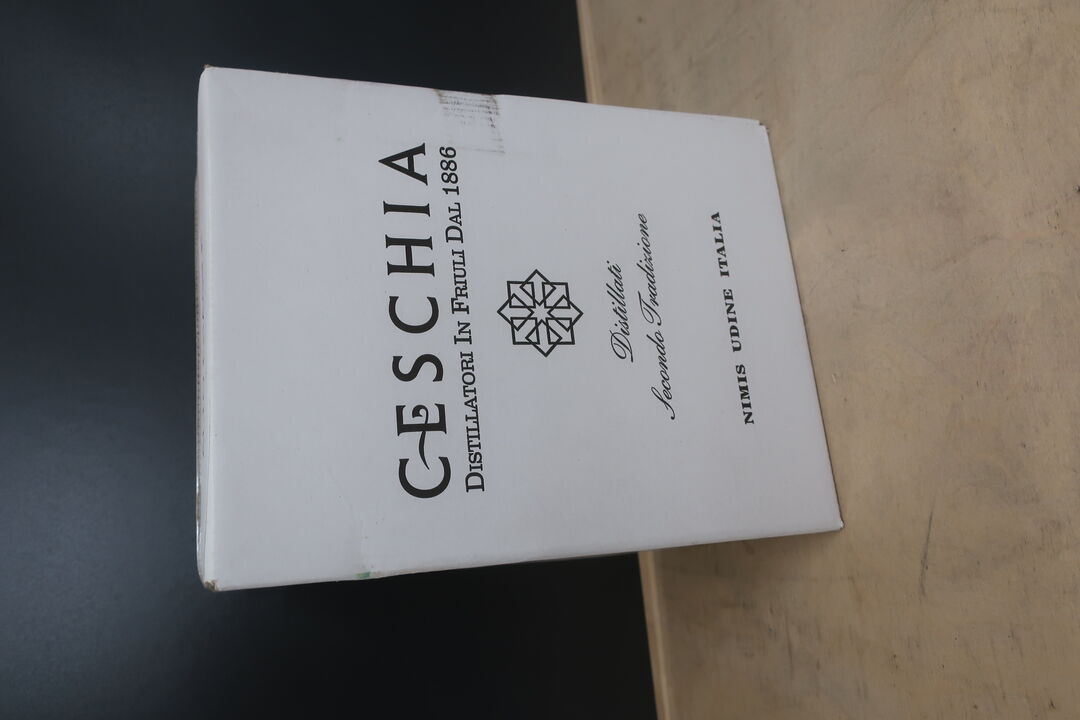 CESCHIA
DISTILLATORI IN FRIULI DAL 1886
Distillati
Secondo Tradizione
NIMIS UDINE ITALIA